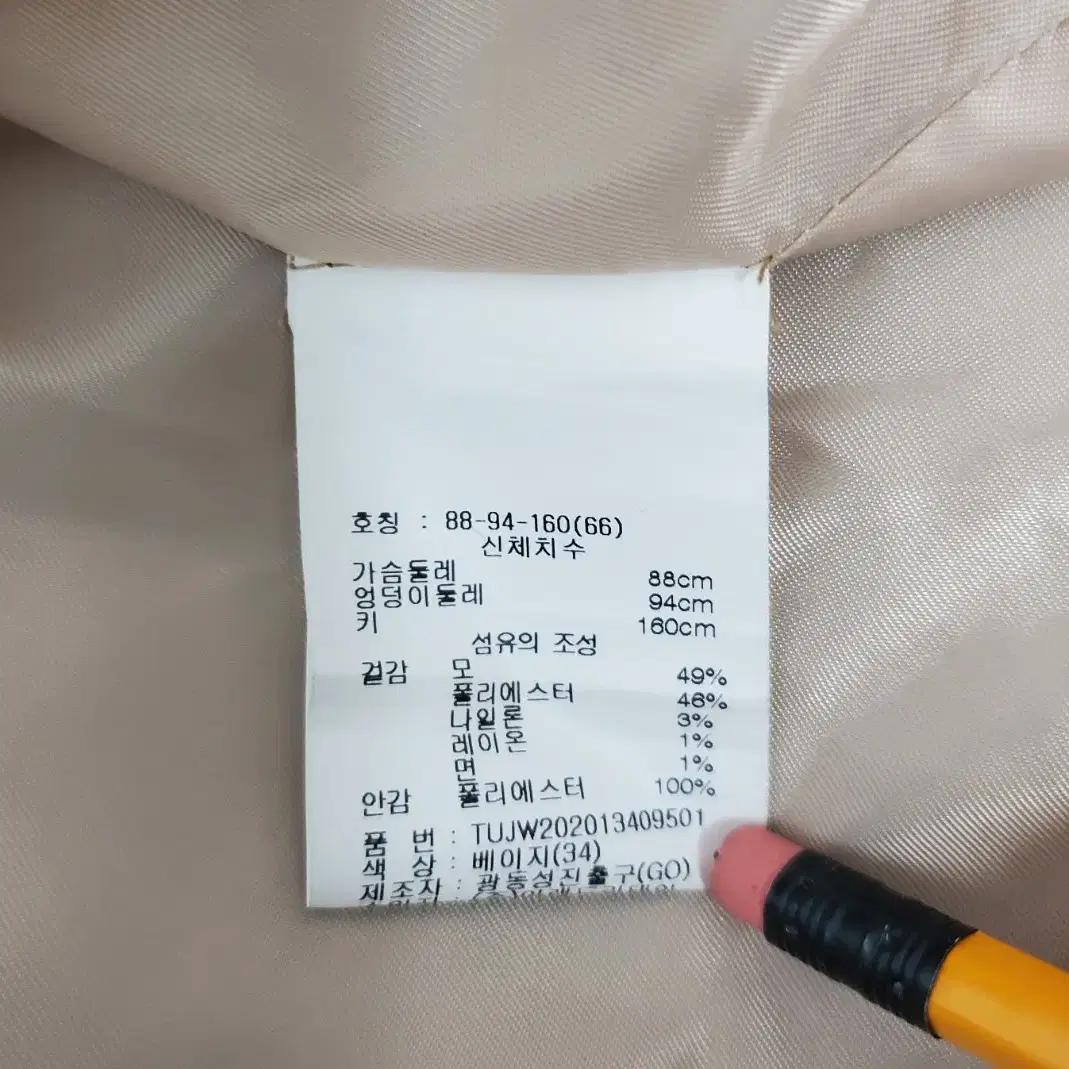 호칭 : 88-94-160(66)
신체치수
가슴둘레 88cm
엉덩이둘레 94cm
키 160cm
섬유의 조성
겉감 모 49%
폴리에스터 46%
나일론 3%
레이온 1%
면 1%
안감 폴리에스터 100%
품 번 : TUJW202013409501
색 상 : 베이지(34)
제조자 : 광동성진출구(GO)